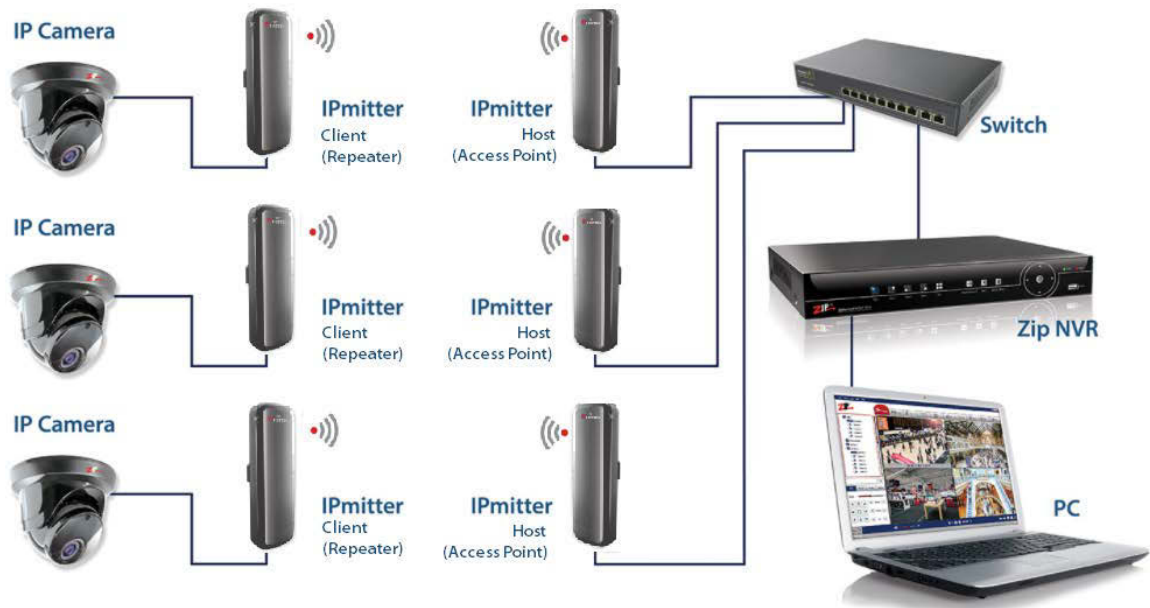 IP Camera
IPmitter
Client
(Repeater)
IPmitter
Host
(Access Point)
Switch
IP Camera
IPmitter
Client
(Repeater)
IPmitter
Host
(Access Point)
ZIP
Zip NVR
IP Camera
IPmitter
Client
(Repeater)
IPmitter
Host
(Access Point)
PC